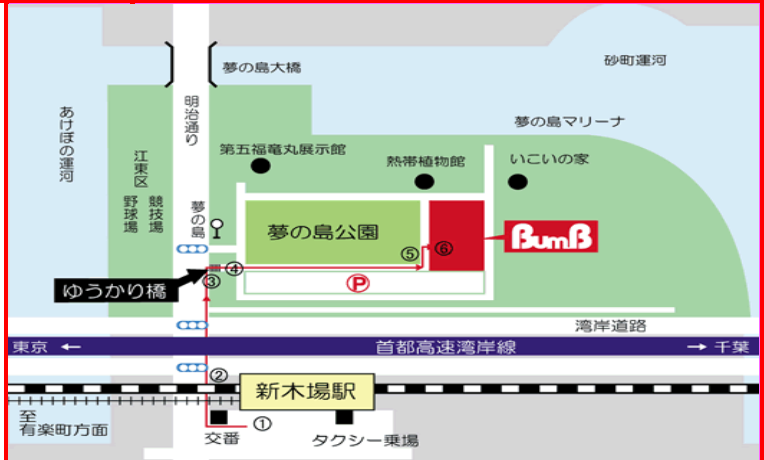 砂町運河
夢の島大橋
明治通り
あけぼの運河
夢の島マリーナ
江東区
野球場
競技場
第五福竜丸展示館
熱帯植物館
いこいの家
夢の島
夢の島公園
⑤
⑥
BumB
④
③
Ⓟ
ゆうかり橋
湾岸道路
東京 ←
首都高速湾岸線
→ 千葉
②
新木場駅
至
有楽町方面
交番
①
タクシー乗場